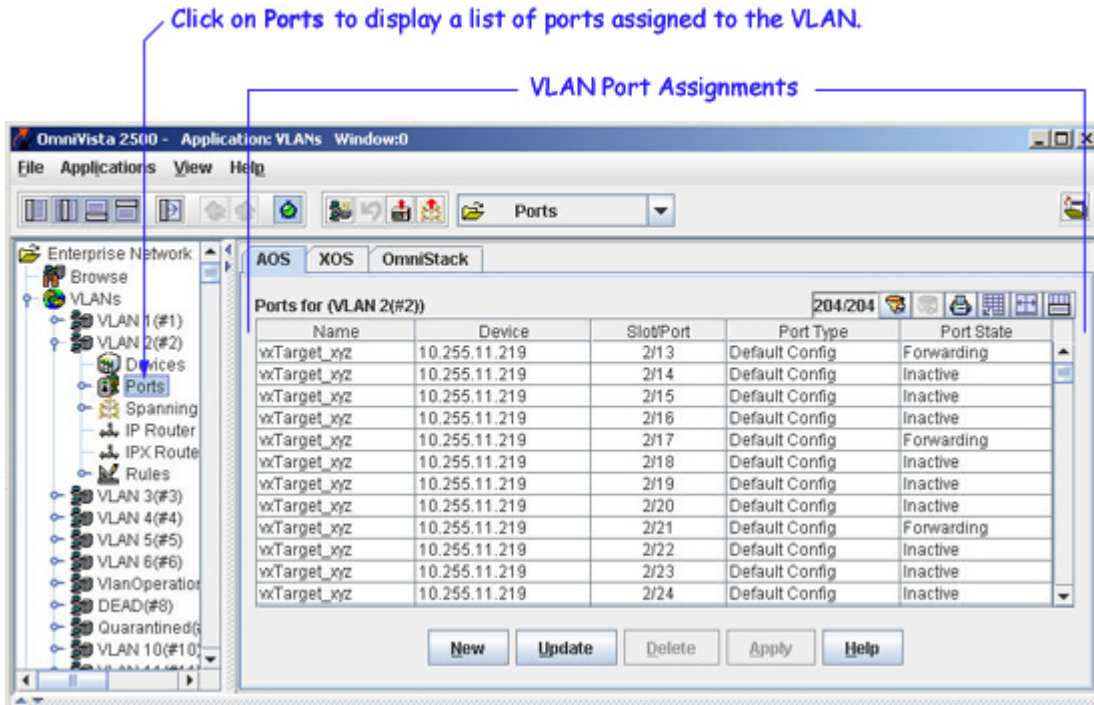 Click on Ports to display a list of ports assigned to the VLAN.
VLAN Port Assignments
OmniVista 2500 - Application: VLANs Window:0
File Applications View Help
Ports
Enterprise Network
Browse
VLANs
VLAN 1(#1)
VLAN 2(#2)
Devices
Ports
Spanning
IP Router
IPX Route
Rules
VLAN 3(#3)
VLAN 4(#4)
VLAN 5(#5)
VLAN 6(#6)
VlanOperation
DEAD(#8)
Quarantined(
VLAN 10(#10)
AOS XOS OmniStack
Ports for (VLAN 2(#2)) 204/204
Name Device Slot/Port Port Type Port State
vxTarget_xyz 10.255.11.219 2/13 Default Config Forwarding
vxTarget_xyz 10.255.11.219 2/14 Default Config Inactive
vxTarget_xyz 10.255.11.219 2/15 Default Config Inactive
vxTarget_xyz 10.255.11.219 2/16 Default Config Inactive
vxTarget_xyz 10.255.11.219 2/17 Default Config Forwarding
vxTarget_xyz 10.255.11.219 2/18 Default Config Inactive
vxTarget_xyz 10.255.11.219 2/19 Default Config Inactive
vxTarget_xyz 10.255.11.219 2/20 Default Config Inactive
vxTarget_xyz 10.255.11.219 2/21 Default Config Forwarding
vxTarget_xyz 10.255.11.219 2/22 Default Config Inactive
vxTarget_xyz 10.255.11.219 2/23 Default Config Inactive
vxTarget_xyz 10.255.11.219 2/24 Default Config Inactive
New Update Delete Apply Help